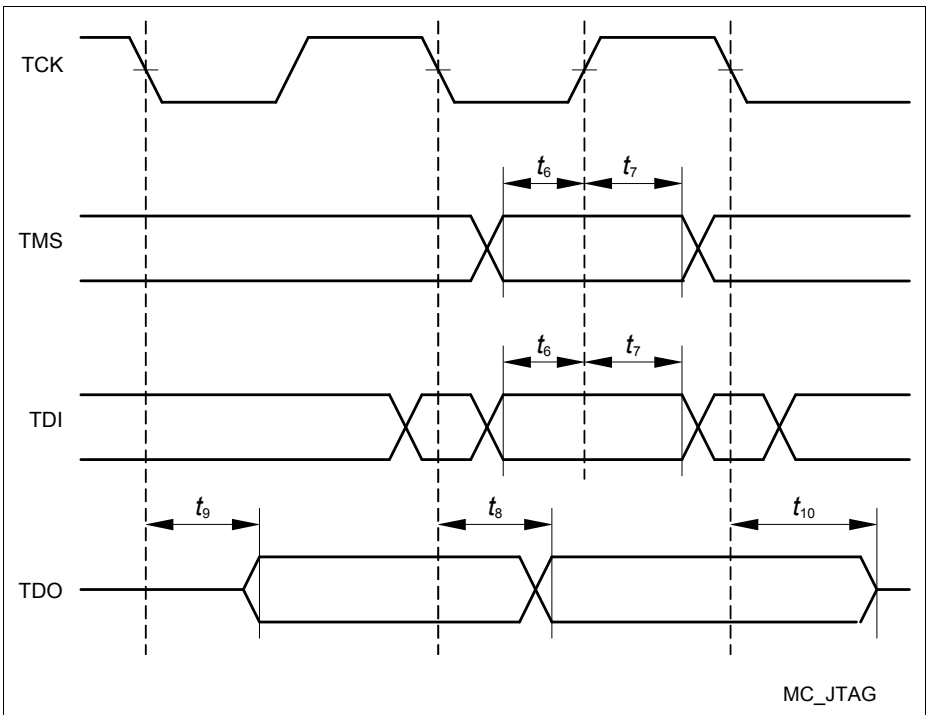 TCK
t6 t7
TMS
t6 t7
TDI
t9 t8 t10
TDO
MC_JTAG